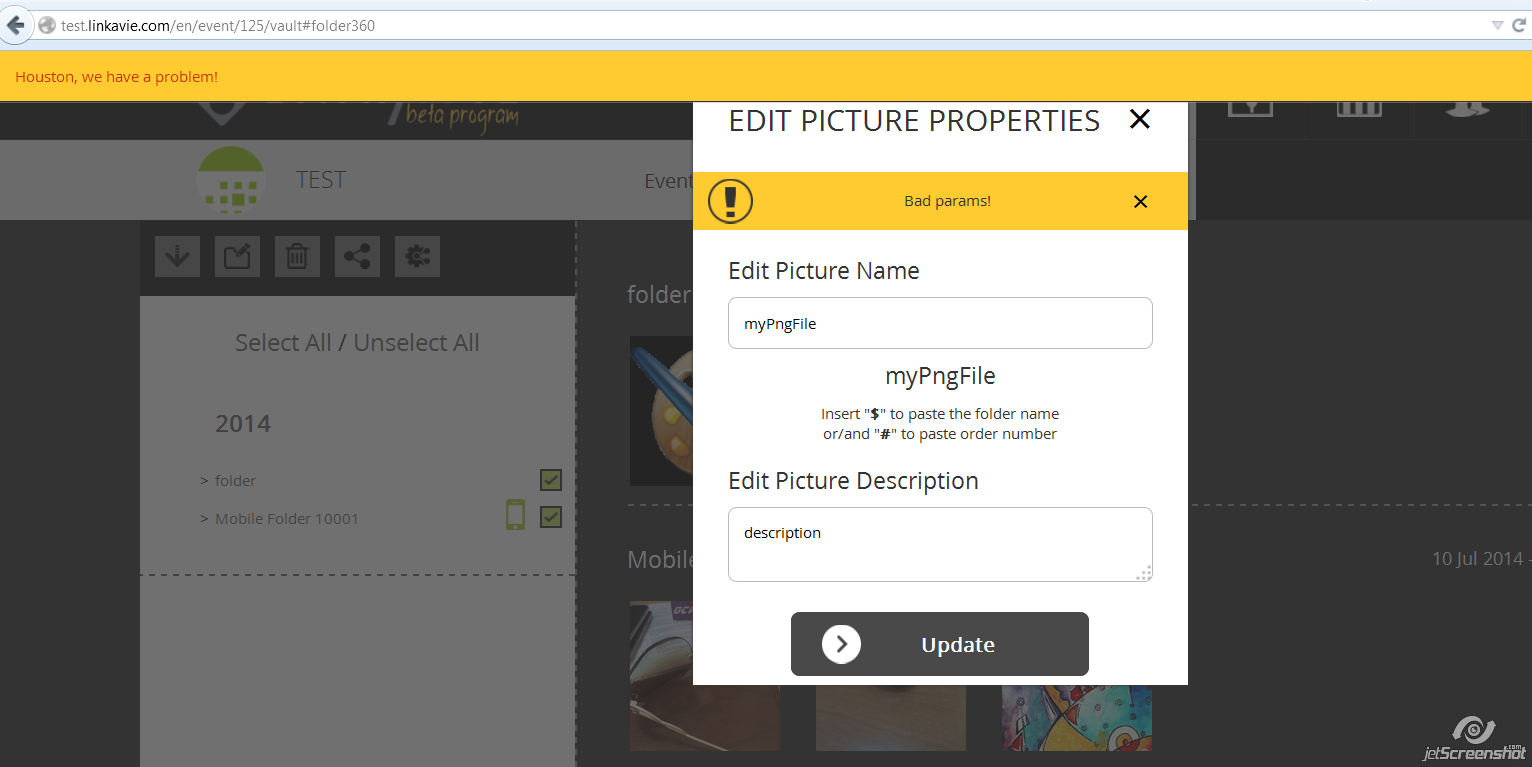 test.linkavie.com/en/event/125/vault#folder360
Houston, we have a problem!
beta program
EDIT PICTURE PROPERTIES
TEST
Event
Bad params!
Edit Picture Name
myPngFile
myPngFile
Insert "$" to paste the folder name
or/and "#" to paste order number
Edit Picture Description
description
Update
Select All / Unselect All
2014
> folder
> Mobile Folder 10001
folder
Mobile
10 Jul 2014 -
jetScreenshot.com